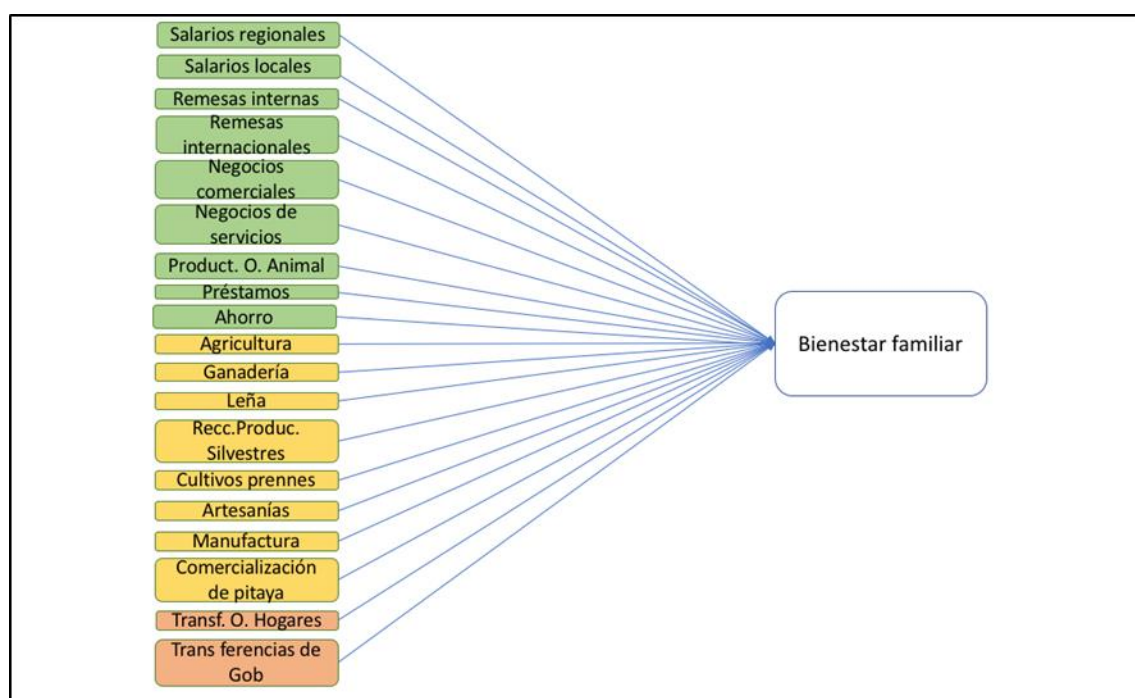 Salarios regionales
Salarios locales
Remesas internas
Remesas
internacionales
Negocios
comerciales
Negocios de
servicios
Product. O. Animal
Préstamos
Ahorro
Agricultura
Ganadería
Leña
Recc.Produc.
Silvestres
Cultivos prennes
Artesanías
Manufactura
Comercialización
de pitaya
Transf. O. Hogares
Trans ferencias de
Gob
Bienestar familiar